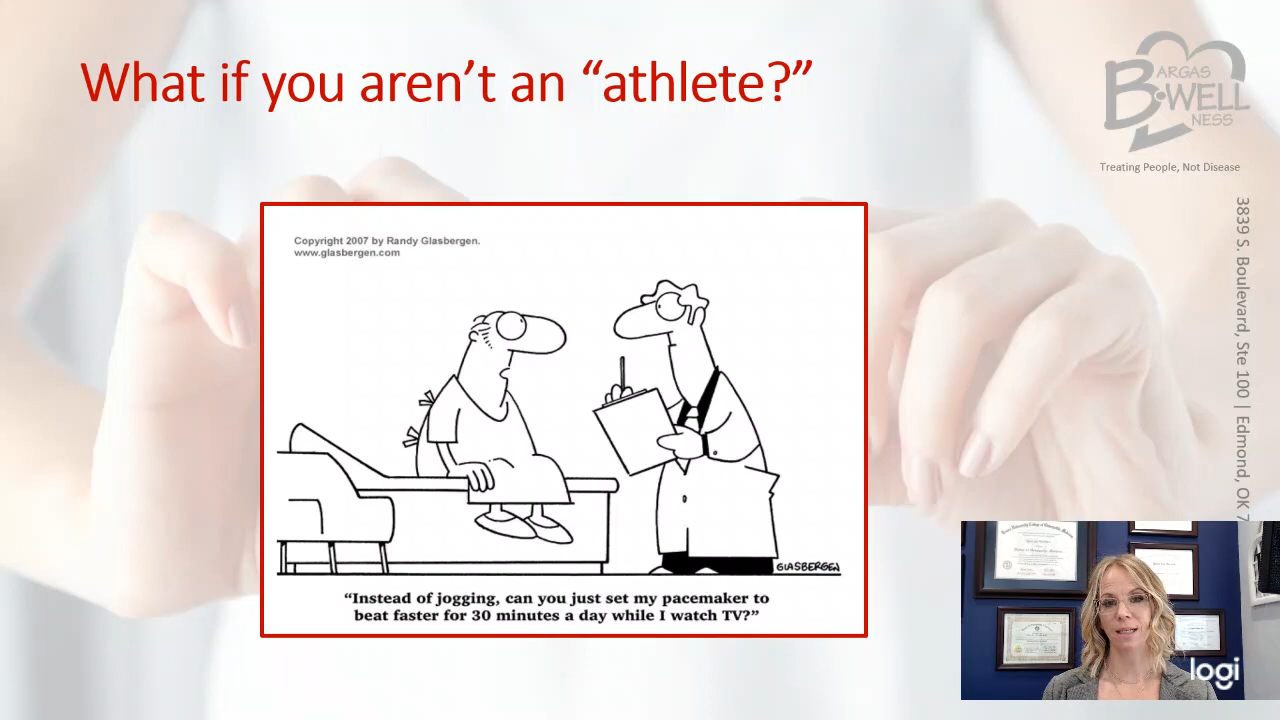 What if you aren’t an “athlete?”
BARGAS
B-WELL
NESS
Treating People, Not Disease
3839 S. Boulevard, Ste 100 | Edmond, OK 7
Copyright 2007 by Randy Glasbergen.
www.glasbergen.com
GLASBERGEN
“Instead of jogging, can you just set my pacemaker to
beat faster for 30 minutes a day while I watch TV?”
logi